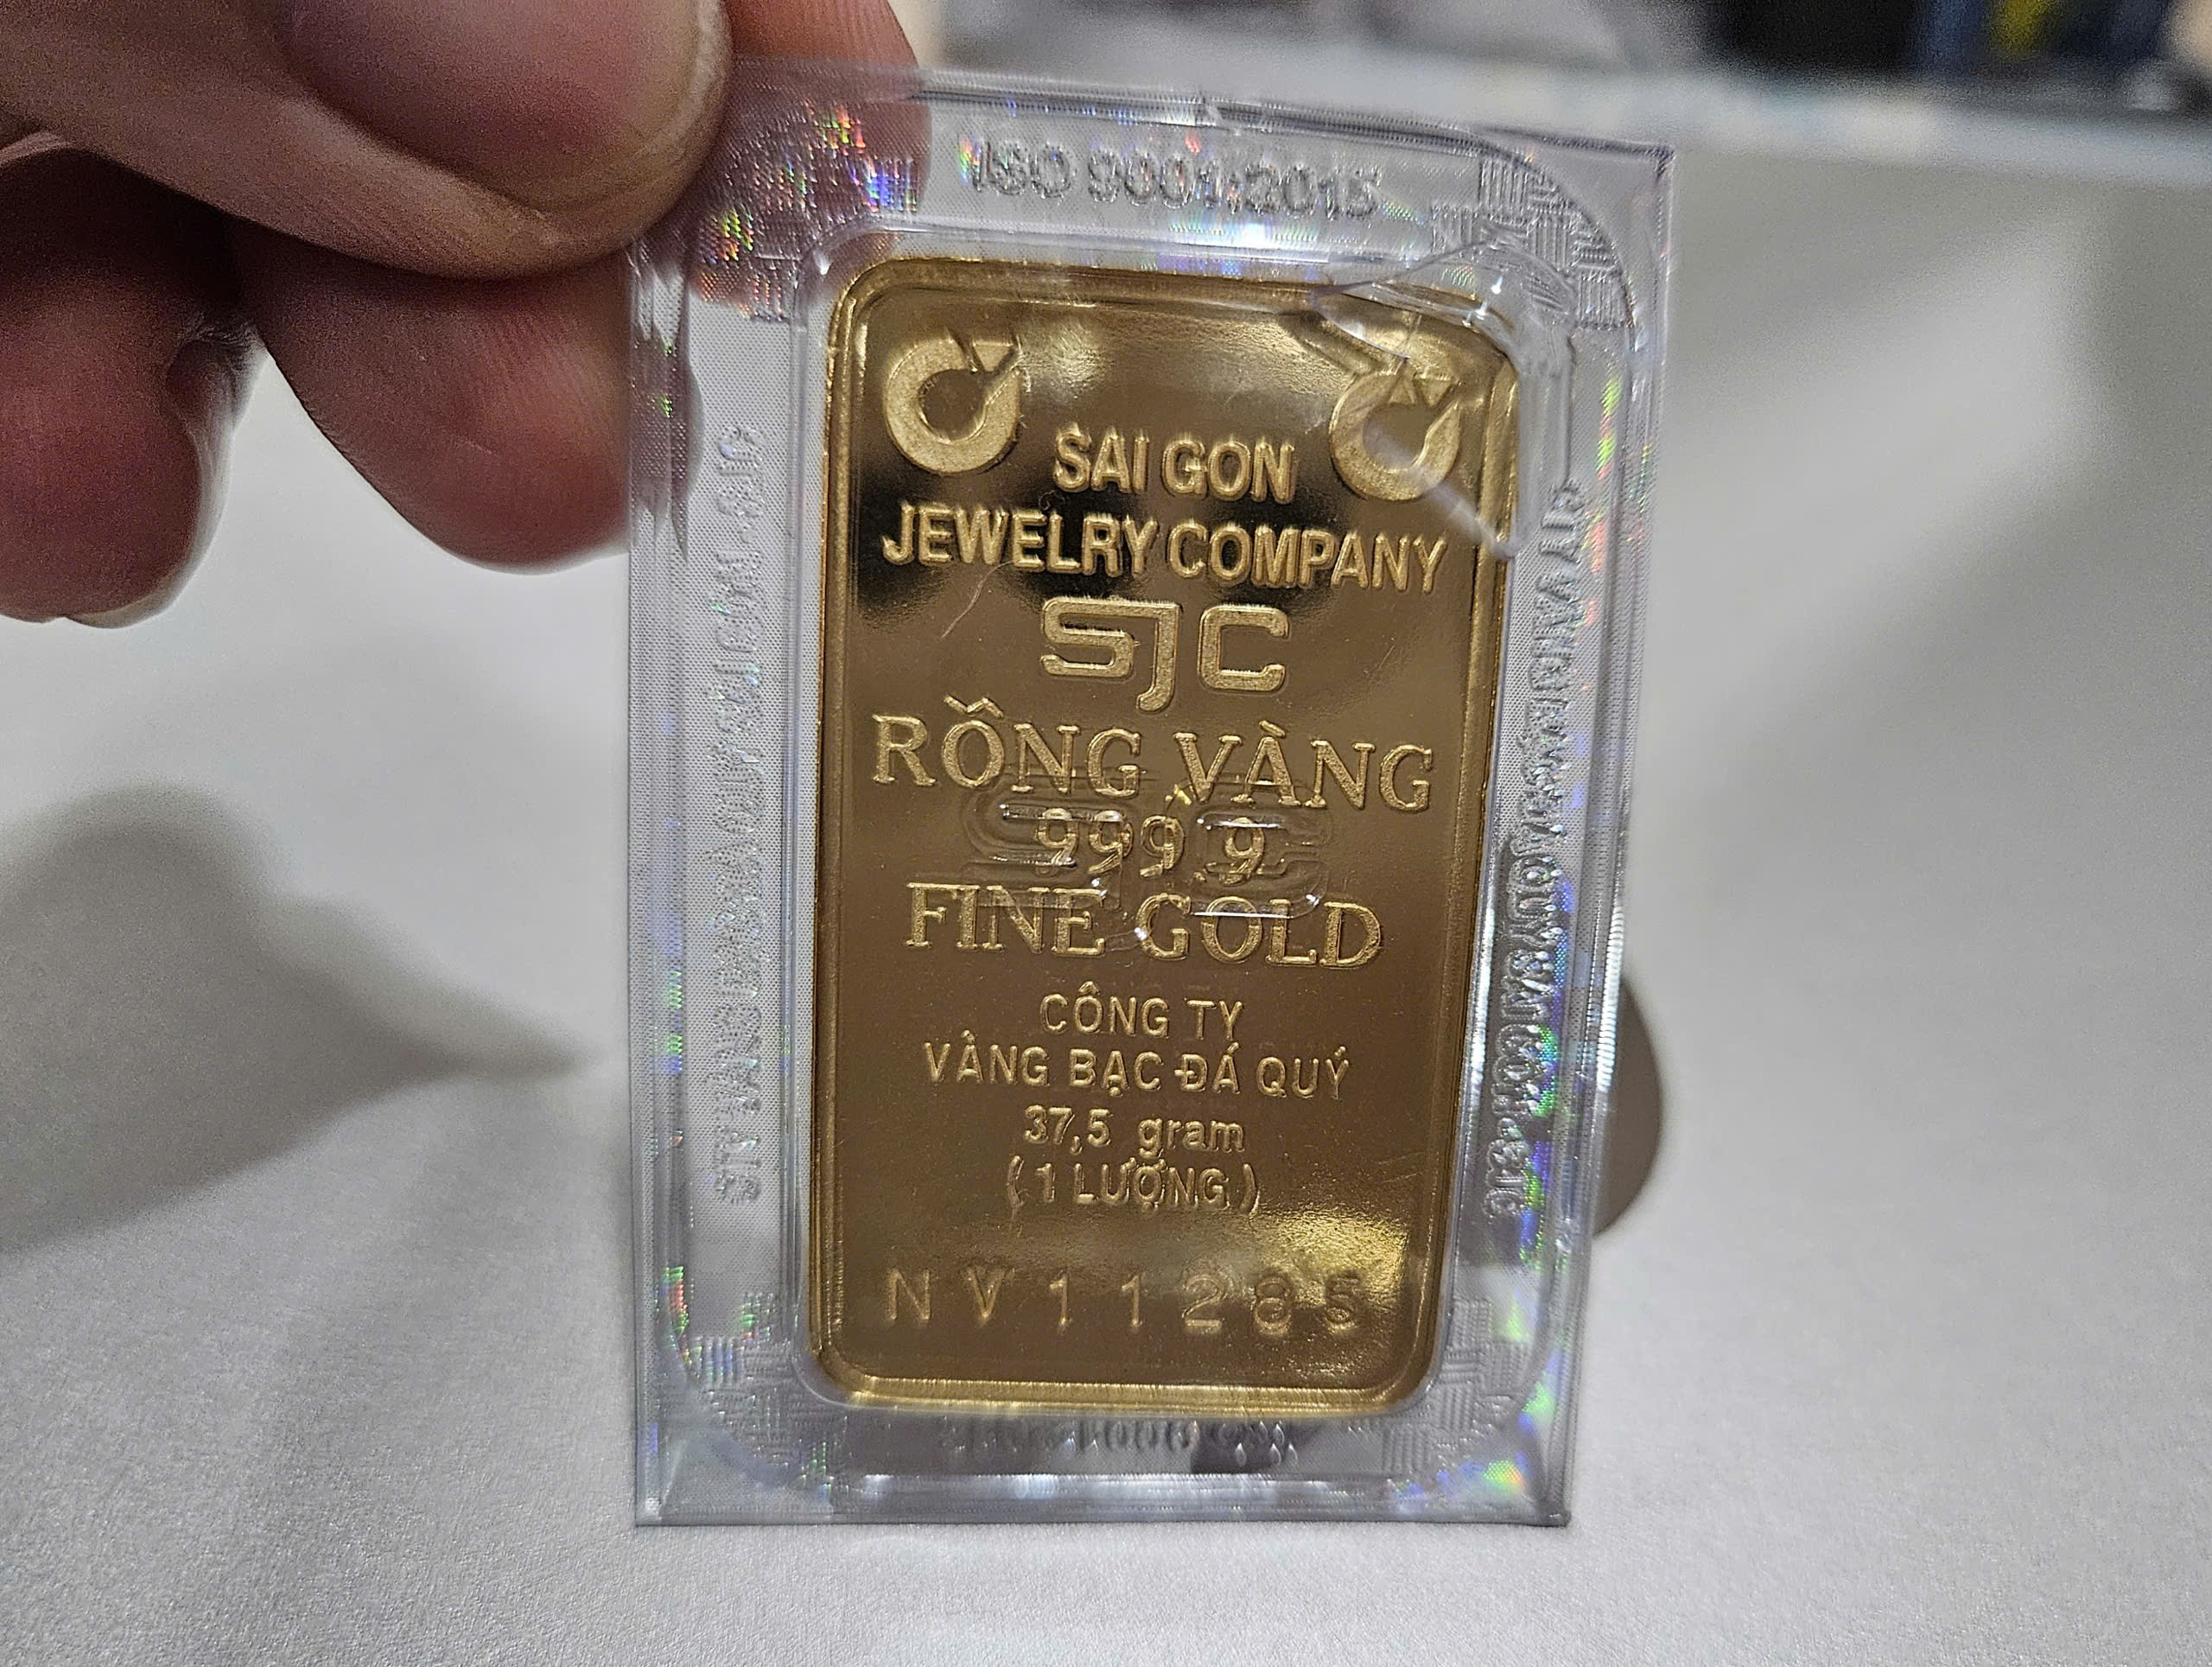 ISO 9001:2015
SAI GON
JEWELRY COMPANY
SJC
RỒNG VÀNG
999,9
FINE GOLD
CÔNG TY
VÀNG BẠC ĐÁ QUÝ
37,5 gram
(1 LƯỢNG)
NV11285